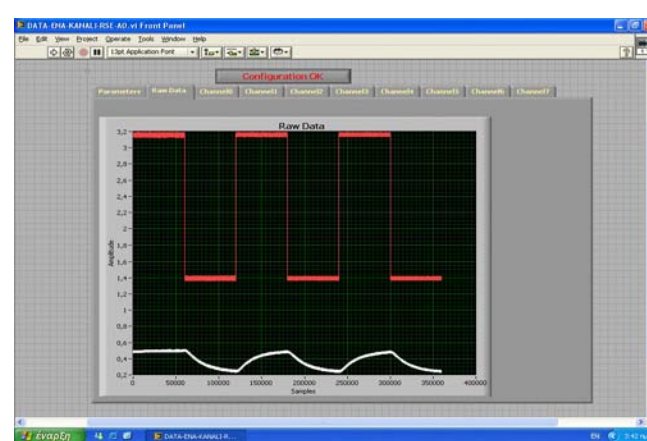 DATA-ENA-KANALI-RSE-AD.vi Front Panel
File Edit View Project Operate Tools Window Help
13pt Application Font
Configuration OK
Parameters Raw Data Channel0 Channel1 Channel2 Channel3 Channel4 Channel5 Channel6 Channel7
Raw Data
3,2
3
2,8
2,6
2,4
2,2
2
1,8
1,6
1,4
1,2
1
0,8
0,6
0,4
0,2
Amplitude
0 50000 100000 150000 200000 250000 300000 350000 400000
Samples
έναρξη
DATA-ENA-KANALI-R...
EN
3:42